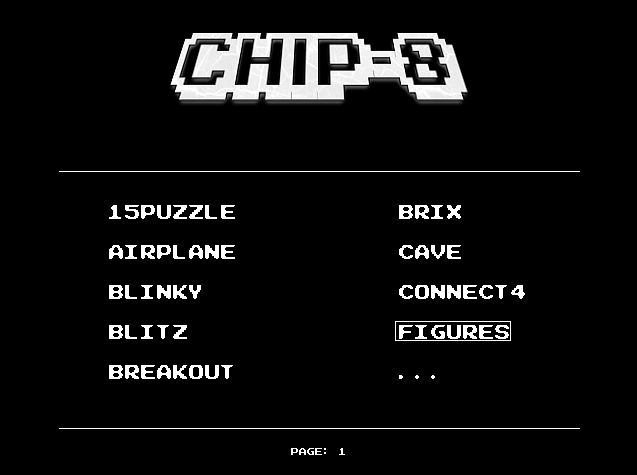 CHIP-8
15PUZZLE
AIRPLANE
BLINKY
BLITZ
BREAKOUT
BRIX
CAVE
CONNECT4
FIGURES
...
PAGE: 1